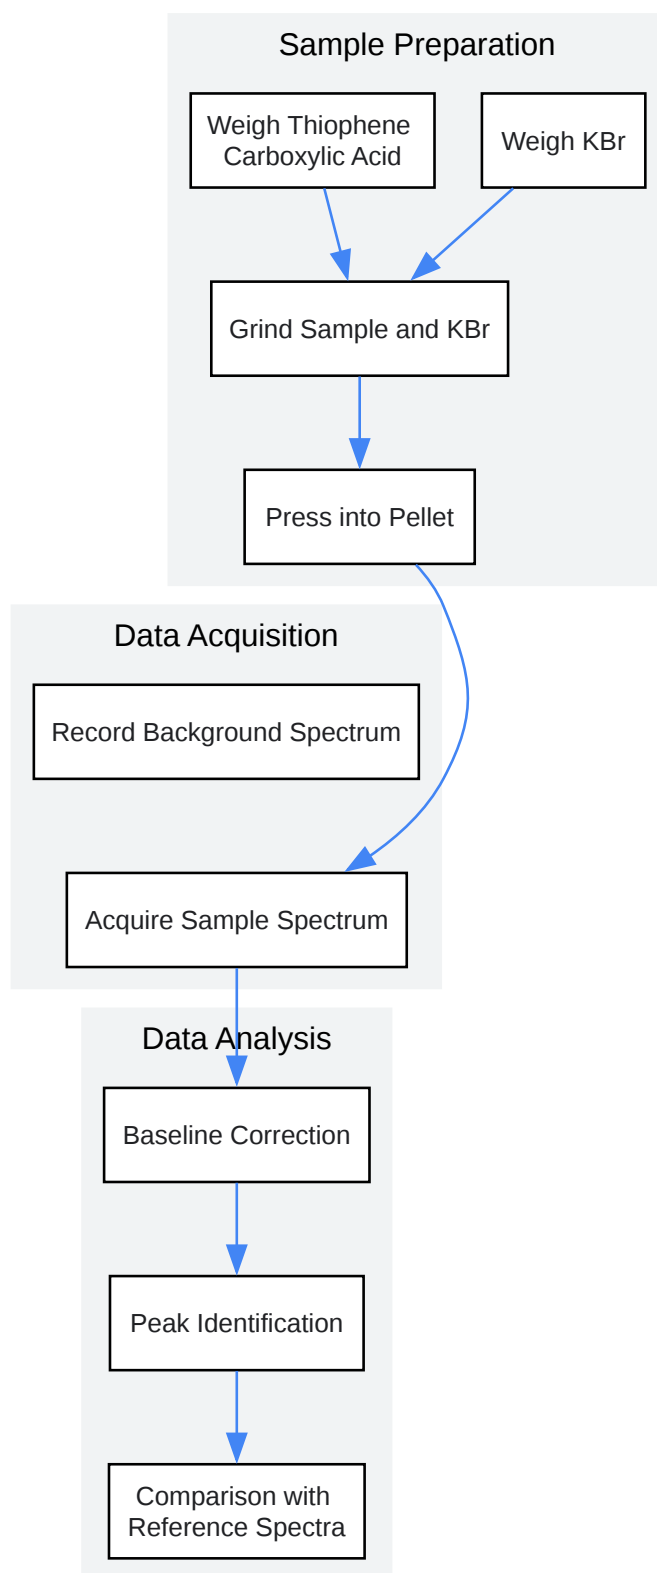 Sample Preparation
Weigh Thiophene
Carboxylic Acid
Weigh KBr
Grind Sample and KBr
Press into Pellet
Data Acquisition
Record Background Spectrum
Acquire Sample Spectrum
Data Analysis
Baseline Correction
Peak Identification
Comparison with
Reference Spectra